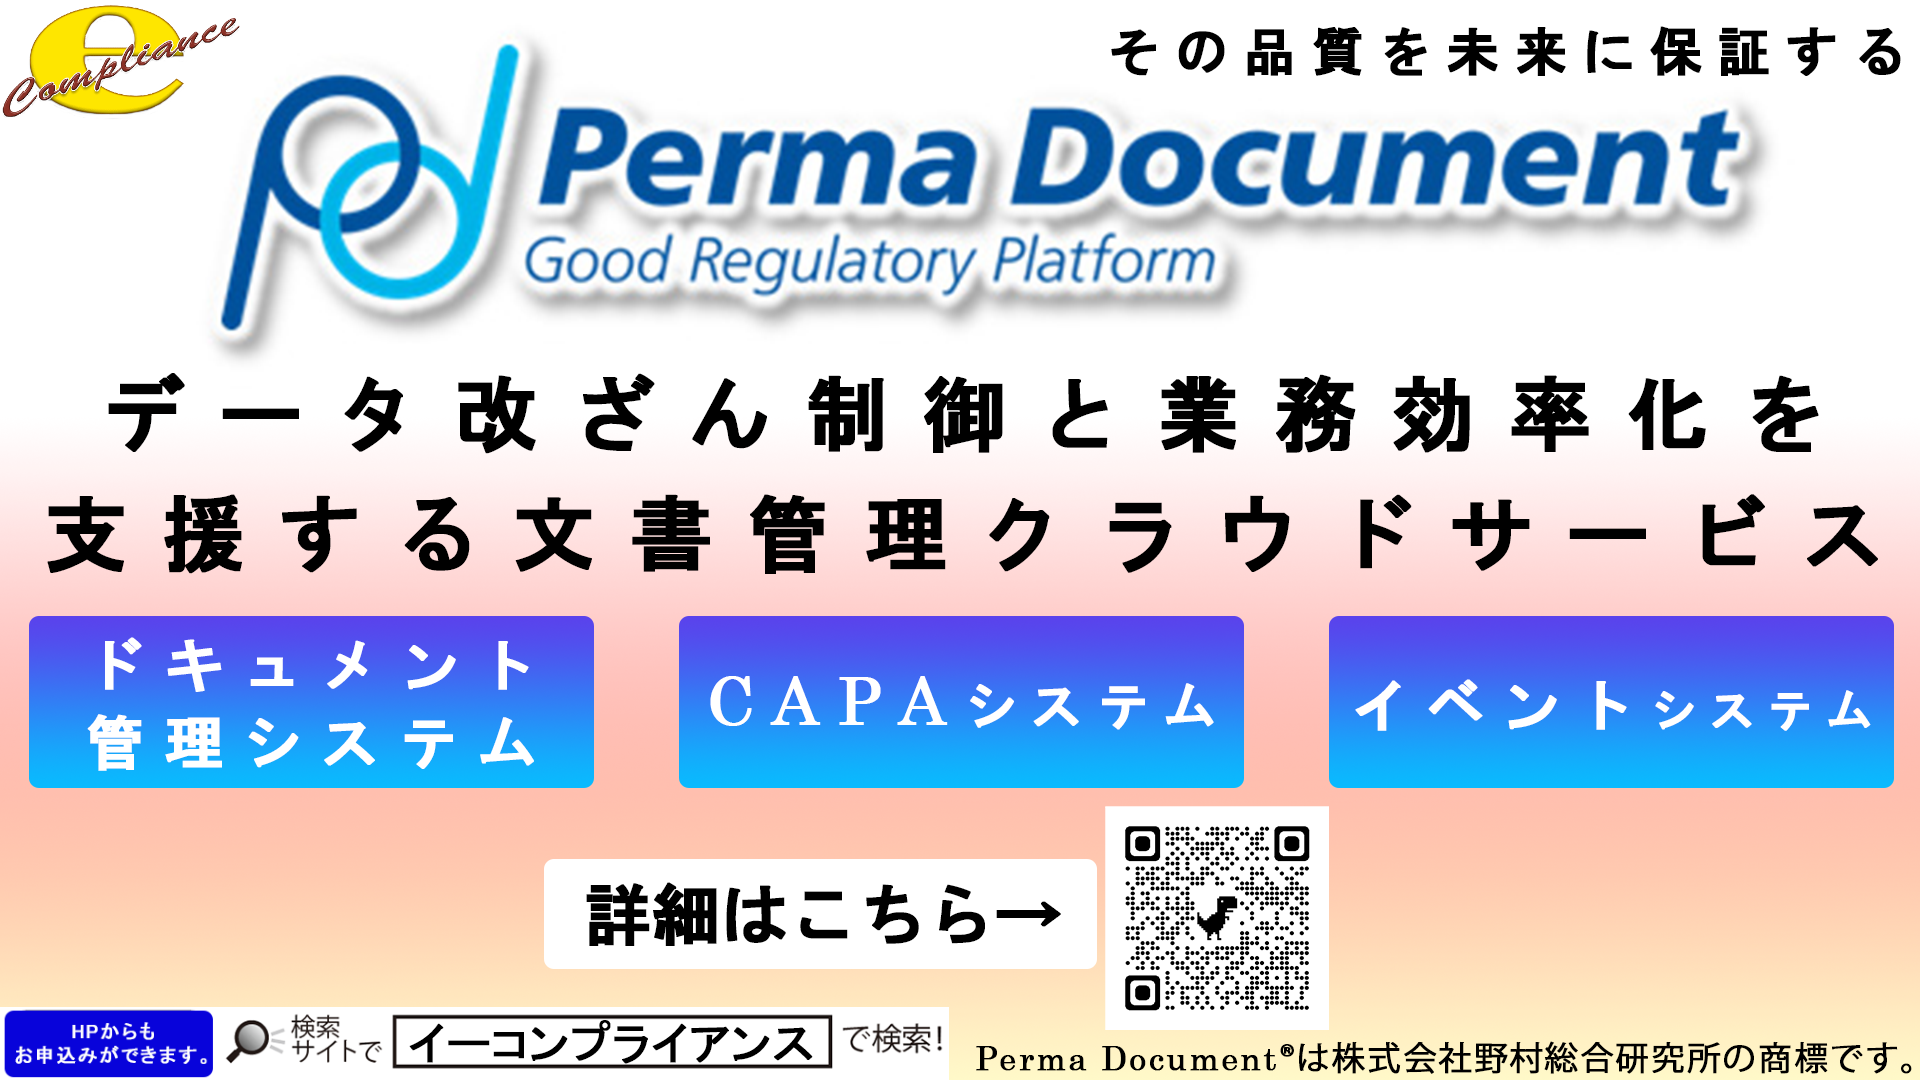 e Compliance
その品質を未来に保証する
pd Perma Document
Good Regulatory Platform
データ改ざん制御と業務効率化を
支援する文書管理クラウドサービス
ドキュメント
管理システム
CAPAシステム
イベントシステム
詳細はこちら→
HPからも
お申込みができます。
検索
サイトで
イーコンプライアンス
で検索!
Perma Document®は株式会社野村総合研究所の商標です。